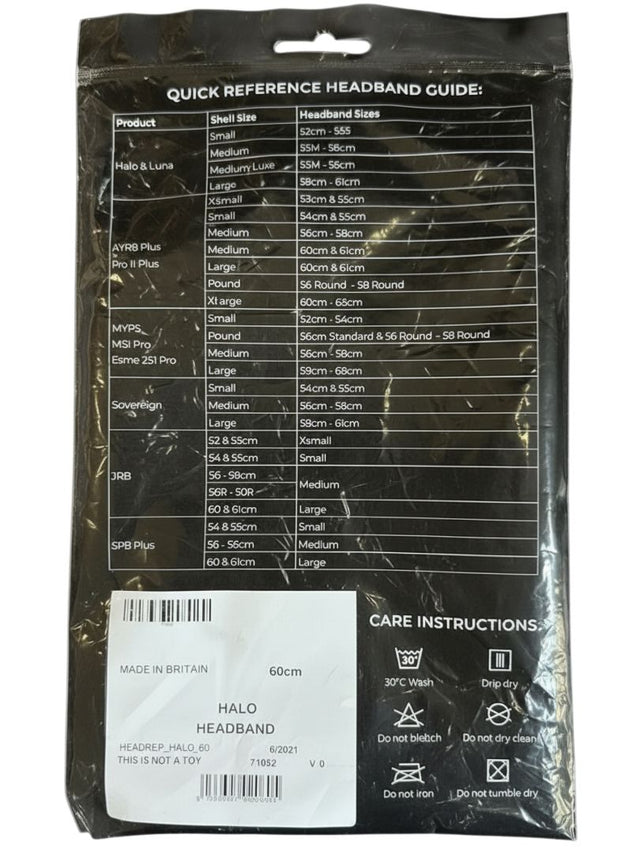 QUICK REFERENCE HEADBAND GUIDE:
Product Shell Size Headband Sizes
Halo & Luna
Small 52cm - 555
Medium 55M - 58cm
Medium/Luxe 55M - 56cm
Large 58cm - 61cm
AYR8 Plus
Pro II Plus
Xsmall 53cm & 55cm
Small 54cm & 55cm
Medium 56cm - 58cm
Medium 60cm & 61cm
Large 60cm & 61cm
Pound 56 Round - 58 Round
XLarge 60cm - 68cm
MYPS
MSI Pro
Esme 251 Pro
Small 52cm - 54cm
Pound 56cm Standard & 56 Round - 58 Round
Medium 56cm - 58cm
Large 59cm - 68cm
Sovereign
Small 54cm & 55cm
Medium 56cm - 58cm
Large 58cm - 61cm
JRB
52 & 55cm Xsmall
54 & 55cm Small
56 - 58cm Medium
56R - 50R
60 & 61cm Large
SPB Plus
54 & 55cm Small
56 - 56cm Medium
60 & 61cm Large
MADE IN BRITAIN 60cm
HALO
HEADBAND
HEADREP_HALO_60 6/2021
THIS IS NOT A TOY 71052 V 0
CARE INSTRUCTIONS:
30°
30°C Wash Drip dry
Do not bleach Do not dry clean
Do not iron Do not tumble dry